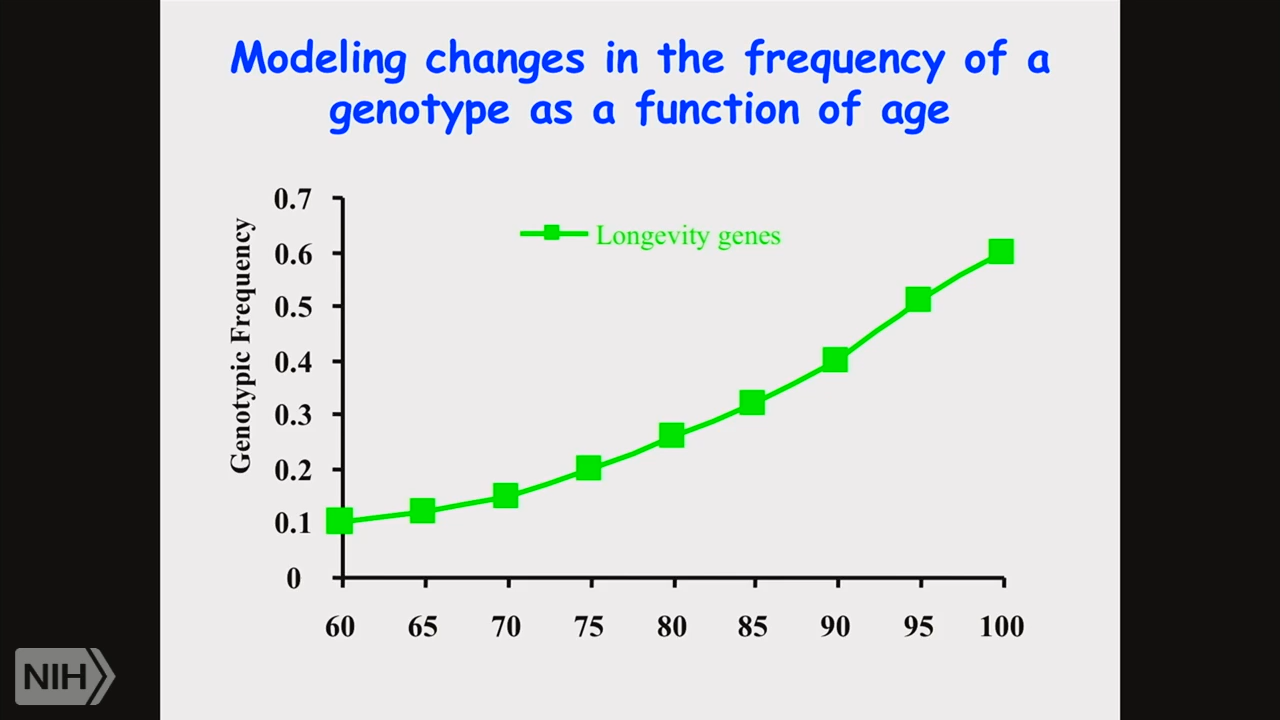 Modeling changes in the frequency of a
genotype as a function of age
Genotypic Frequency
0.7
0.6
0.5
0.4
0.3
0.2
0.1
0
Longevity genes
60 65 70 75 80 85 90 95 100
NIH